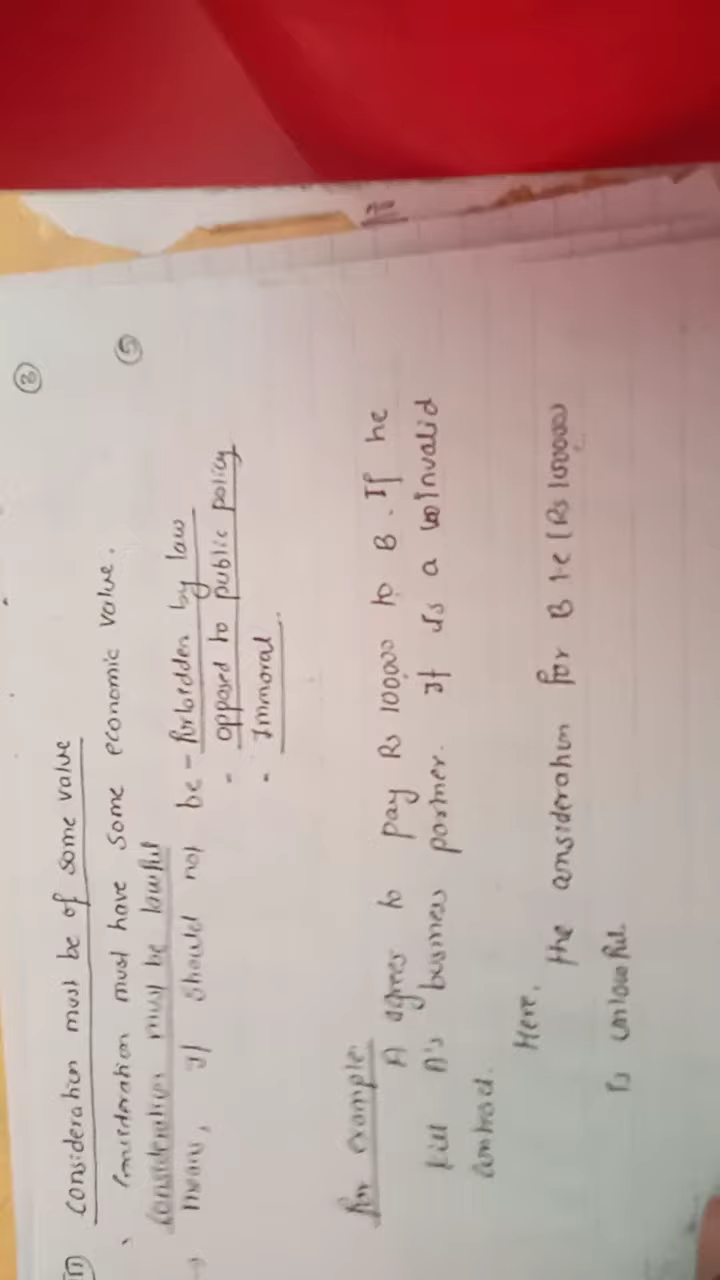 ②
⑤
Consideration must be of some value
Consideration must have some economic value.
Consideration must be lawful
→ means, it should not be - forbidden by law
- opposed to public policy
- Immoral.
for example:
A agrees to pay Rs 100000 to B. If he
kill A's business partner. It is a invalid
contract.
Here,
the consideration for B i.e (Rs 100000)
is unlawful.